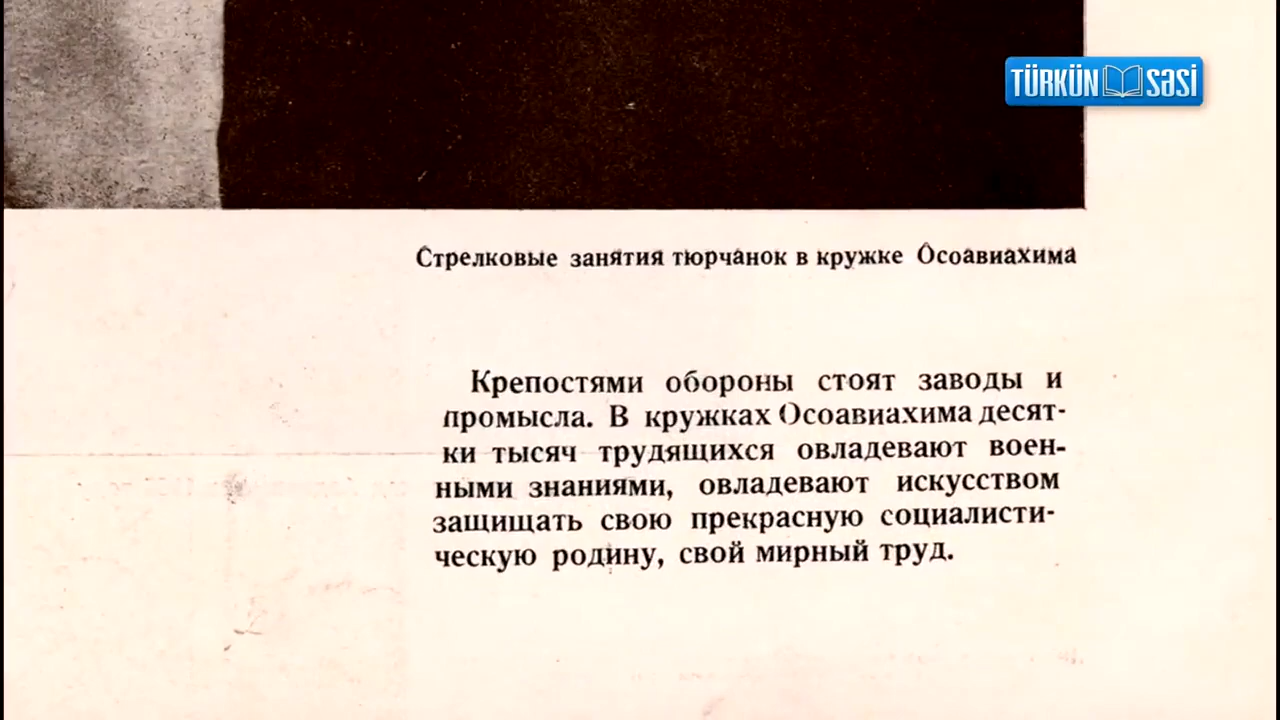 TÜRKÜN SƏSİ
Стрелковые занятия тюрчанок в кружке Осоавиахима
Крепостями обороны стоят заводы и
промысла. В кружках Осоавиахима десят-
ки тысяч трудящихся овладевают воен-
ными знаниями, овладевают искусством
защищать свою прекрасную социалисти-
ческую родину, свой мирный труд.